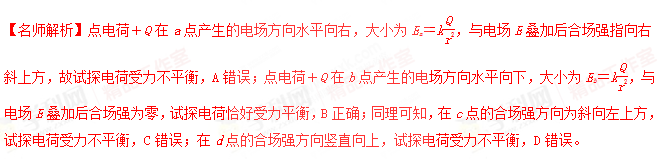 【名师解析】点电荷+Q在 a 点产生的电场方向水平向右，大小为 Eₐ=k\frac{Q}{x^2}，与电场 E 叠加后合场强指向右
斜上方，故试探电荷受力不平衡，A 错误；点电荷+Q 在 b 点产生的电场方向水平向下，大小为 E_b=k\frac{Q}{x^2}，与
电场 E 叠加后合场强为零，试探电荷恰好受力平衡，B 正确；同理可知，在 c 点的合场强方向为斜向左上方，
试探电荷受力不平衡，C 错误；在 d 点的合场强方向竖直向上，试探电荷受力不平衡，D 错误。